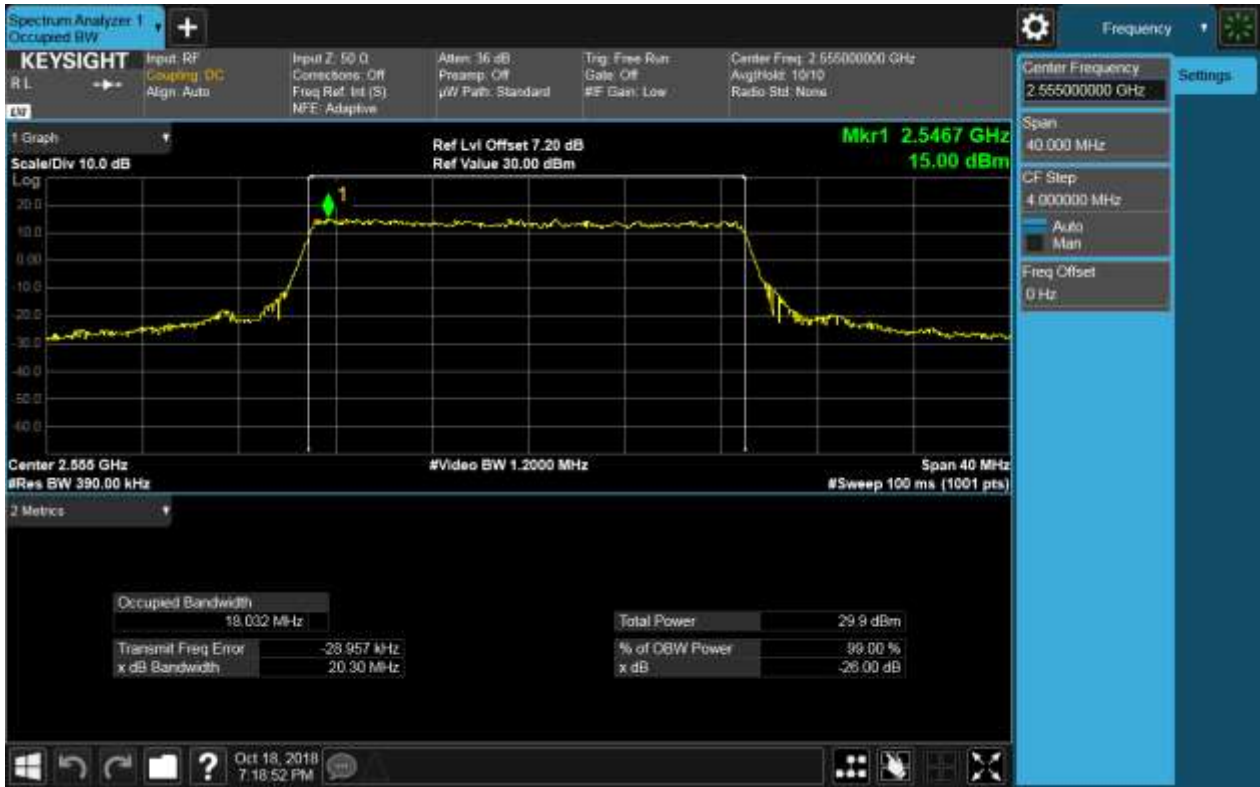 Spectrum Analyzer 1
Occupied BW
Frequency
KEYSIGHT
R L
Input: RF
Coupling: DC
Align: Auto
Input Z: 50 Ω
Corrections: Off
Freq Ref: Int (S)
NFE: Adaptive
Atten: 36 dB
Preamp: Off
µW Path: Standard
Trig: Free Run
Gate: Off
#IF Gain: Low
Center Freq: 2.555000000 GHz
Avg|Hold: 10/10
Radio Std: None
Center Frequency
2.555000000 GHz
Settings
Span
40.000 MHz
CF Step
4.000000 MHz
Auto
Man
Freq Offset
0 Hz
1 Graph
Scale/Div 10.0 dB
Ref Lvl Offset 7.20 dB
Ref Value 30.00 dBm
Mkr1 2.5467 GHz
15.00 dBm
Log
1
20.0
10.0
0.00
-10.0
-20.0
-30.0
-40.0
-50.0
-60.0
Center 2.555 GHz
#Res BW 390.00 kHz
#Video BW 1.2000 MHz
Span 40 MHz
#Sweep 100 ms (1001 pts)
2 Metrics
Occupied Bandwidth
18.032 MHz
Transmit Freq Error -28.957 kHz
x dB Bandwidth 20.30 MHz
Total Power 29.9 dBm
% of OBW Power 99.00 %
x dB -26.00 dB
?
Oct 18, 2018
7:18:52 PM